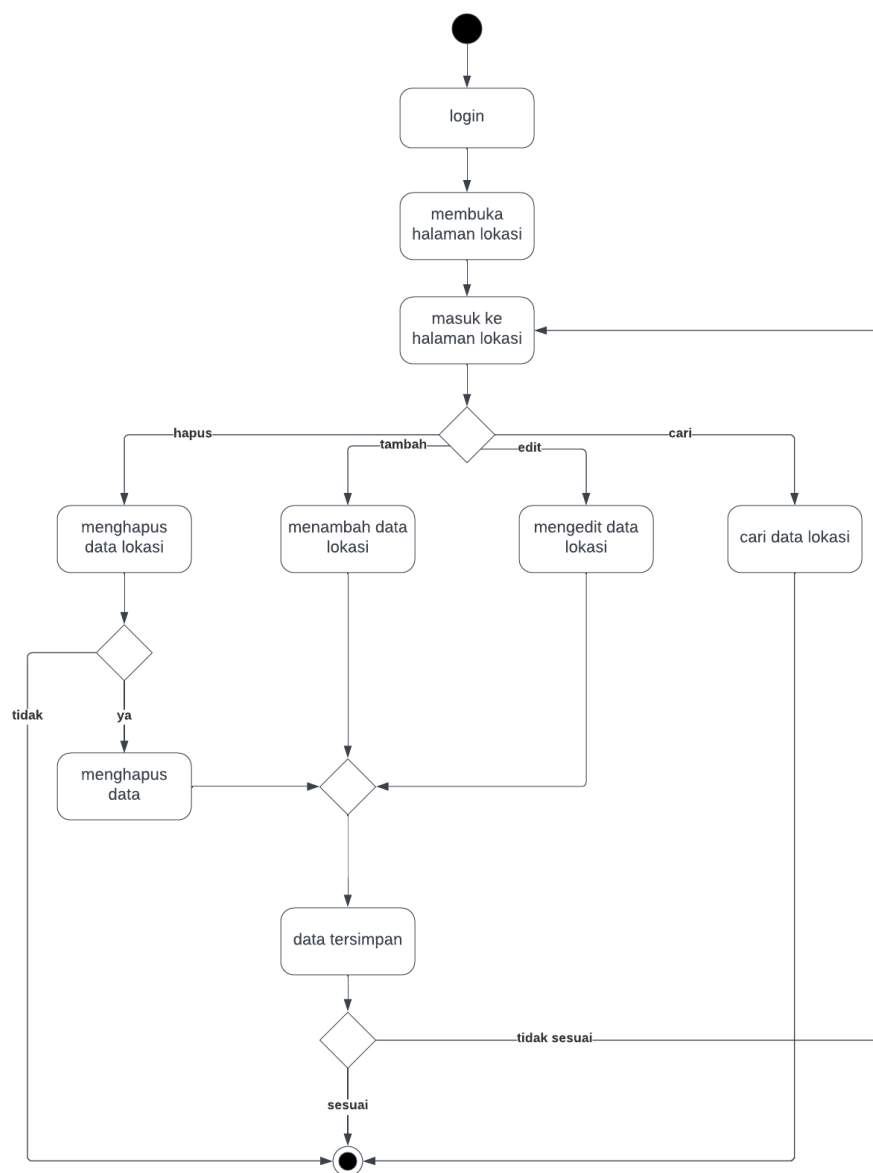 login
membuka
halaman lokasi
masuk ke
halaman lokasi
hapus
tambah
edit
cari
menghapus
data lokasi
menambah data
lokasi
mengedit data
lokasi
cari data lokasi
tidak
ya
menghapus
data
data tersimpan
tidak sesuai
sesuai